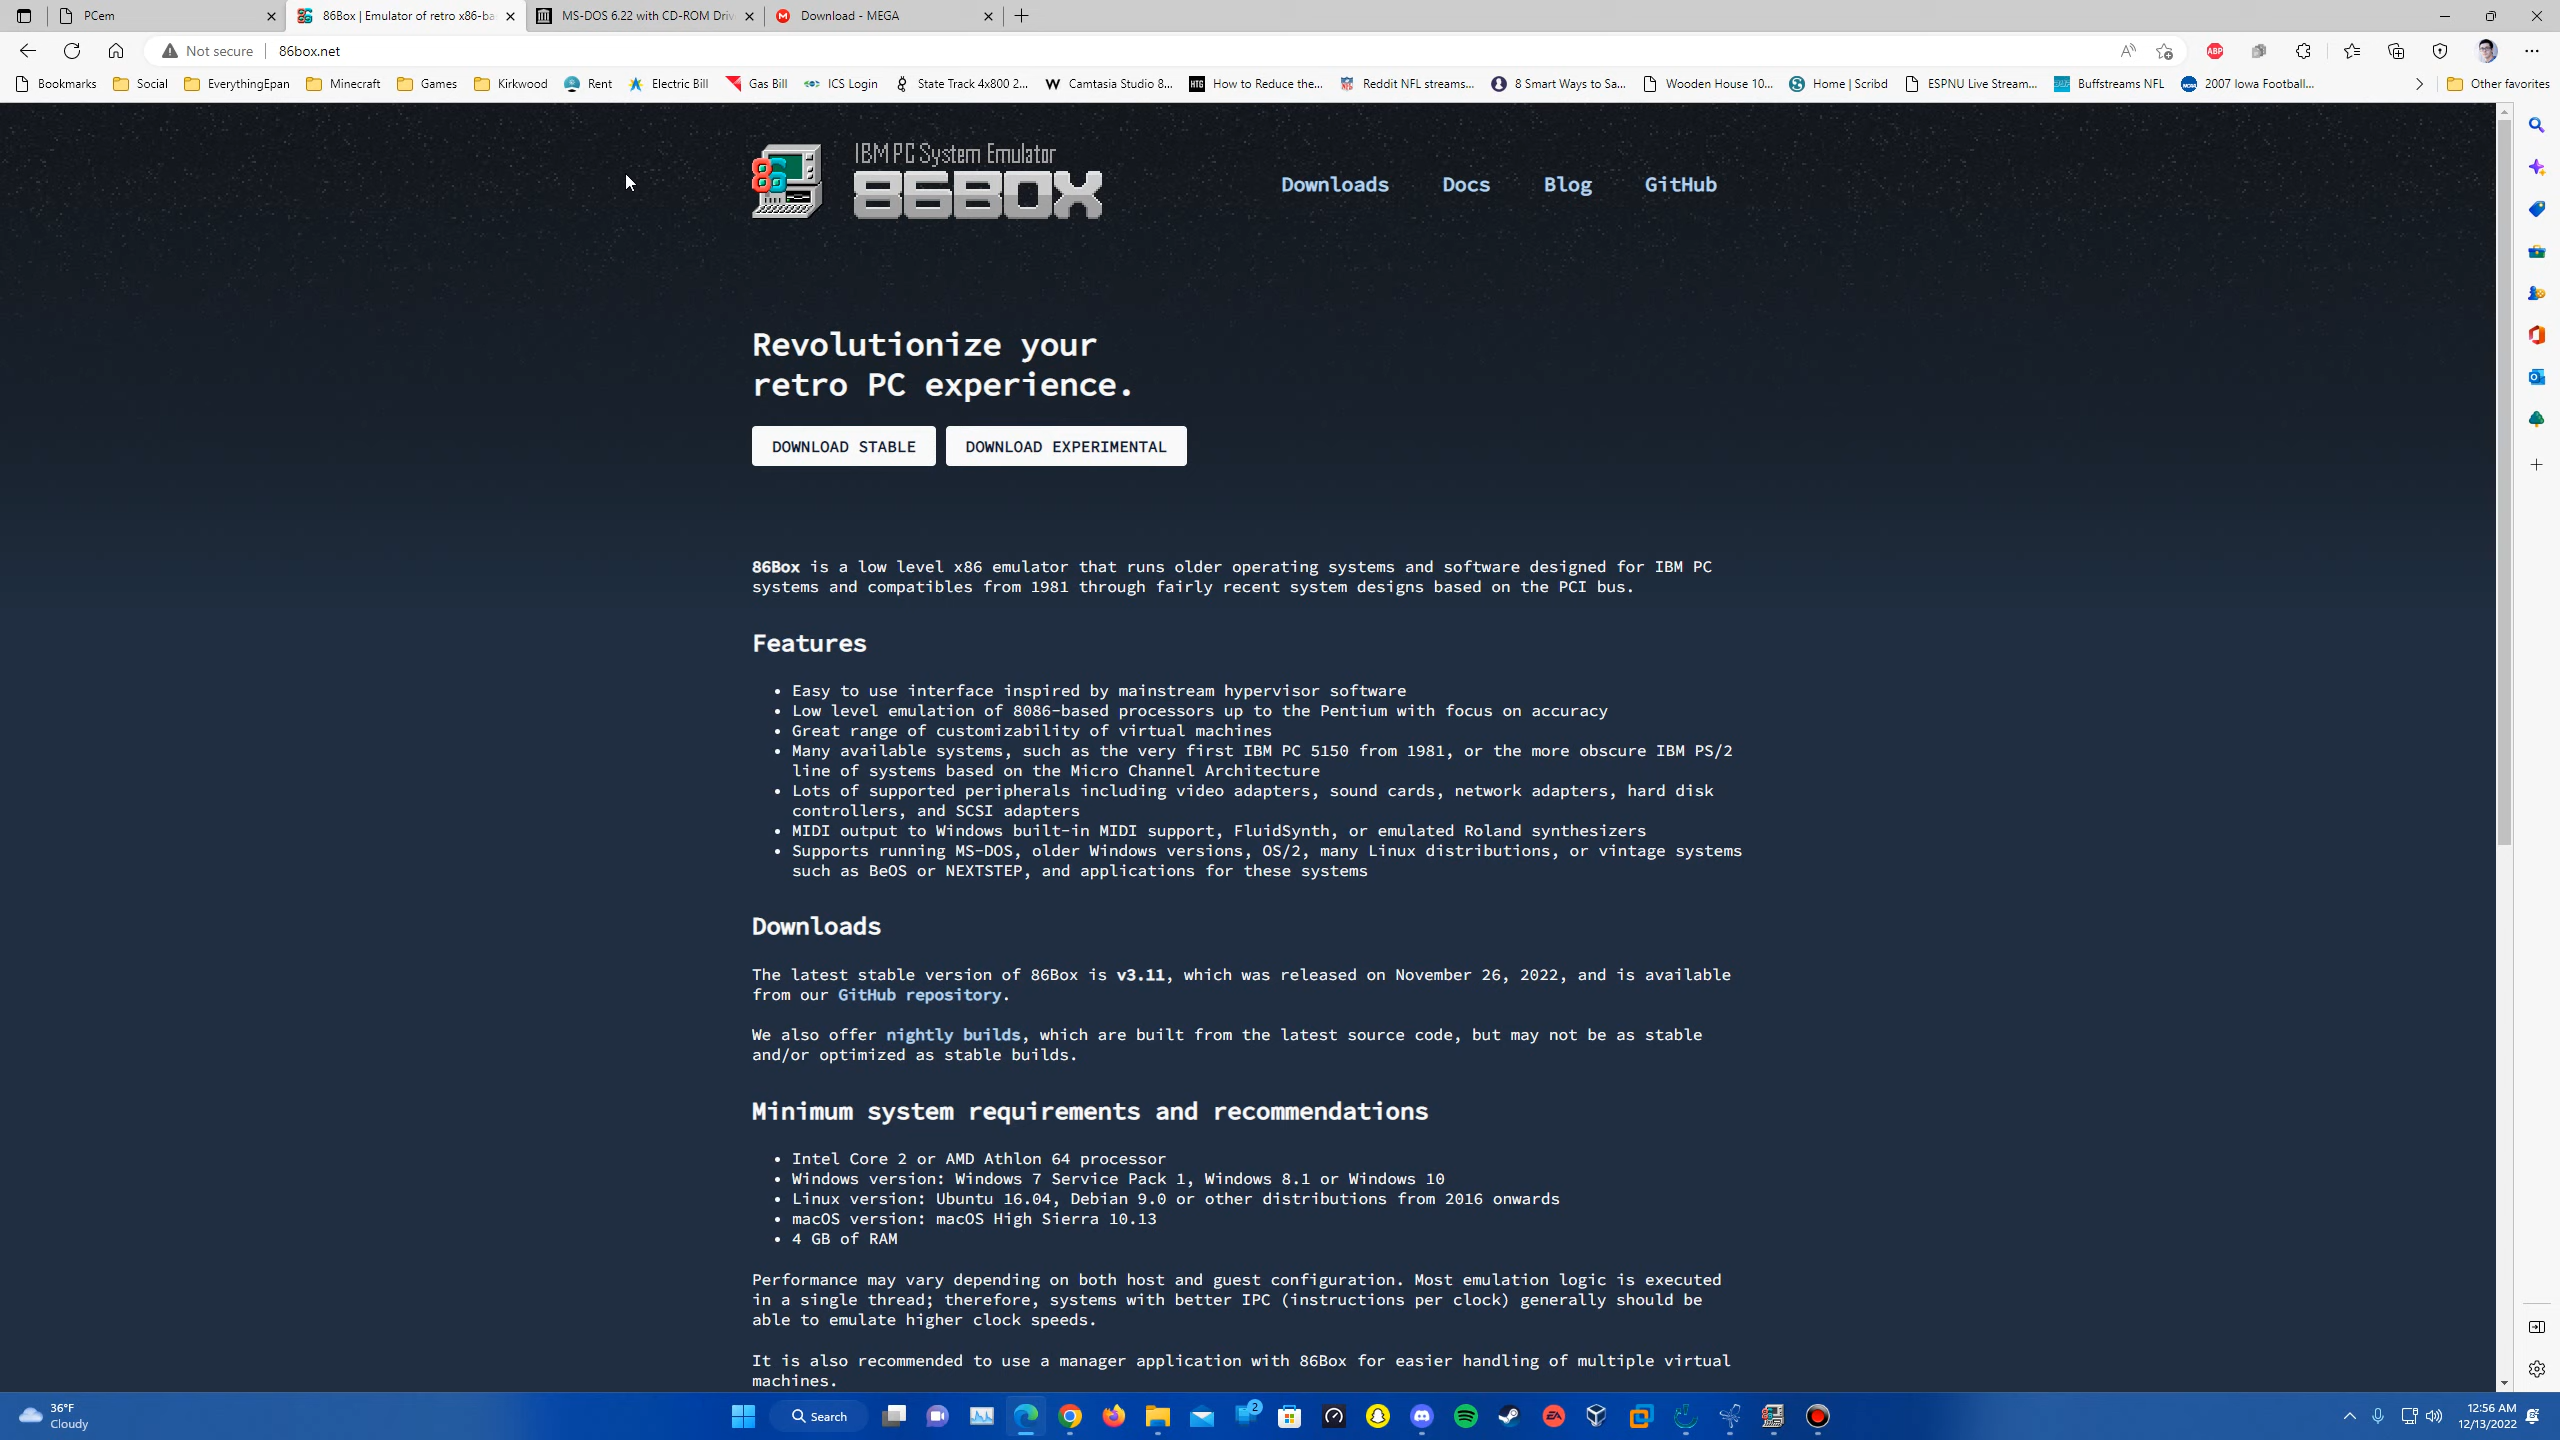 PCem
86Box | Emulator of retro x86-ba
MS-DOS 6.22 with CD-ROM Driv
Download - MEGA
Not secure
86box.net
ABP
Bookmarks
Social
EverythingEpan
Minecraft
Games
Kirkwood
Rent
Electric Bill
Gas Bill
ICS Login
State Track 4x800 2...
Camtasia Studio 8...
How to Reduce the...
Reddit NFL streams...
8 Smart Ways to Sa...
Wooden House 10...
Home | Scribd
ESPNU Live Stream...
Buffstreams NFL
2007 Iowa Football...
Other favorites
IBM PC System Emulator
86BOX
Downloads
Docs
Blog
GitHub
Revolutionize your
retro PC experience.
DOWNLOAD STABLE
DOWNLOAD EXPERIMENTAL
86Box is a low level x86 emulator that runs older operating systems and software designed for IBM PC
systems and compatibles from 1981 through fairly recent system designs based on the PCI bus.
Features
• Easy to use interface inspired by mainstream hypervisor software
• Low level emulation of 8086-based processors up to the Pentium with focus on accuracy
• Great range of customizability of virtual machines
• Many available systems, such as the very first IBM PC 5150 from 1981, or the more obscure IBM PS/2
line of systems based on the Micro Channel Architecture
• Lots of supported peripherals including video adapters, sound cards, network adapters, hard disk
controllers, and SCSI adapters
• MIDI output to Windows built-in MIDI support, FluidSynth, or emulated Roland synthesizers
• Supports running MS-DOS, older Windows versions, OS/2, many Linux distributions, or vintage systems
such as BeOS or NEXTSTEP, and applications for these systems
Downloads
The latest stable version of 86Box is v3.11, which was released on November 26, 2022, and is available
from our GitHub repository.
We also offer nightly builds, which are built from the latest source code, but may not be as stable
and/or optimized as stable builds.
Minimum system requirements and recommendations
• Intel Core 2 or AMD Athlon 64 processor
• Windows version: Windows 7 Service Pack 1, Windows 8.1 or Windows 10
• Linux version: Ubuntu 16.04, Debian 9.0 or other distributions from 2016 onwards
• macOS version: macOS High Sierra 10.13
• 4 GB of RAM
Performance may vary depending on both host and guest configuration. Most emulation logic is executed
in a single thread; therefore, systems with better IPC (instructions per clock) generally should be
able to emulate higher clock speeds.
It is also recommended to use a manager application with 86Box for easier handling of multiple virtual
machines.
36°F
Cloudy
Search
2
EA
12:56 AM
12/13/2022